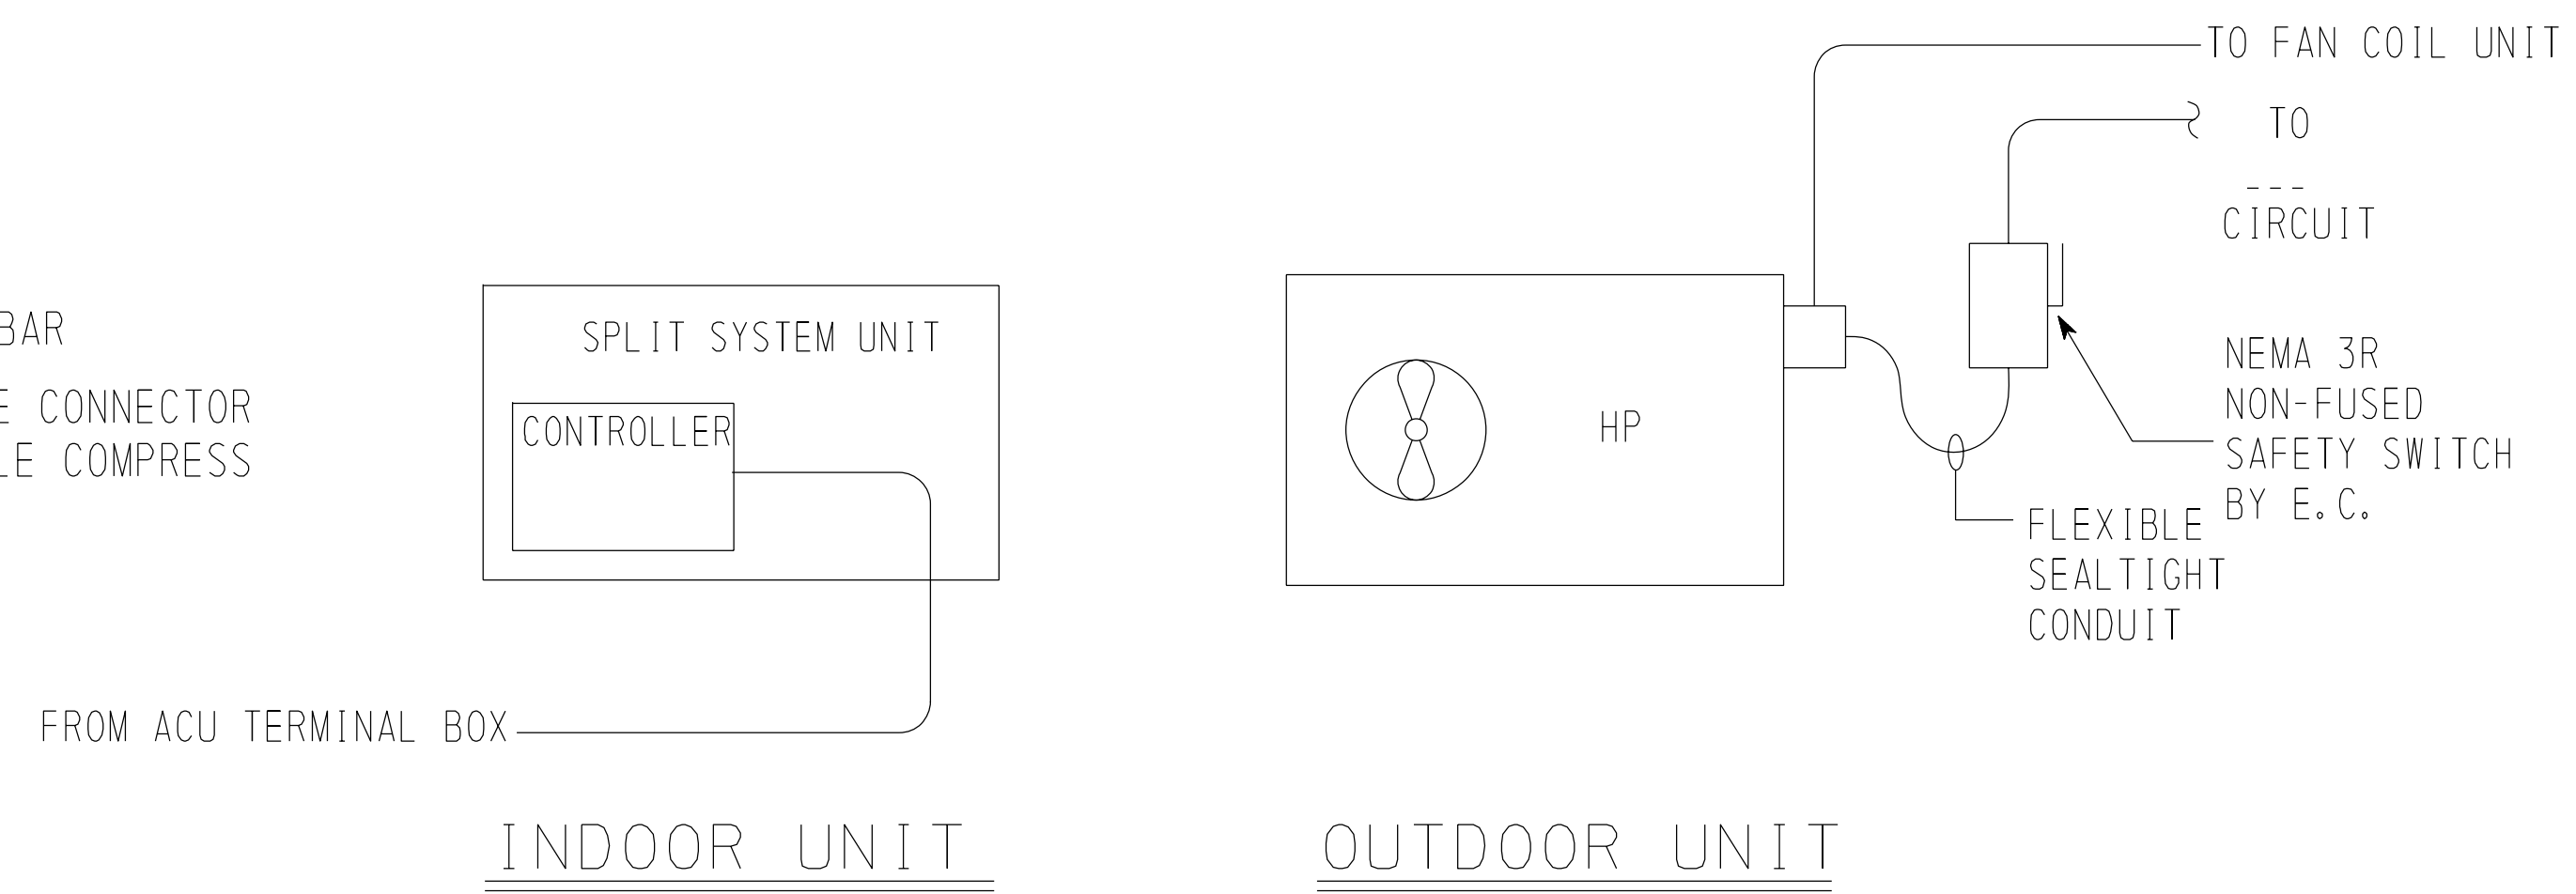 TO FAN COIL UNIT
TO
---
CIRCUIT
BAR
CONNECTOR
COMPRESS
SPLIT SYSTEM UNIT
CONTROLLER
HP
NEMA 3R
NON-FUSED
SAFETY SWITCH
BY E.C.
FLEXIBLE
SEALTIGHT
CONDUIT
FROM ACU TERMINAL BOX
INDOOR UNIT
OUTDOOR UNIT